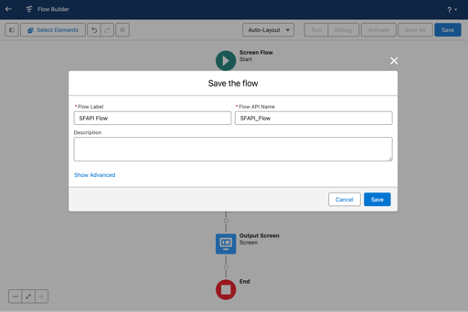 Flow Builder
?
Select Elements
Auto-Layout
Run
Debug
Activate
Save As
Save
Screen Flow
Start
Save the flow
* Flow Label
* Flow API Name
SFAPI Flow
SFAPI_Flow
Description
Show Advanced
Cancel
Save
Output Screen
Screen
End